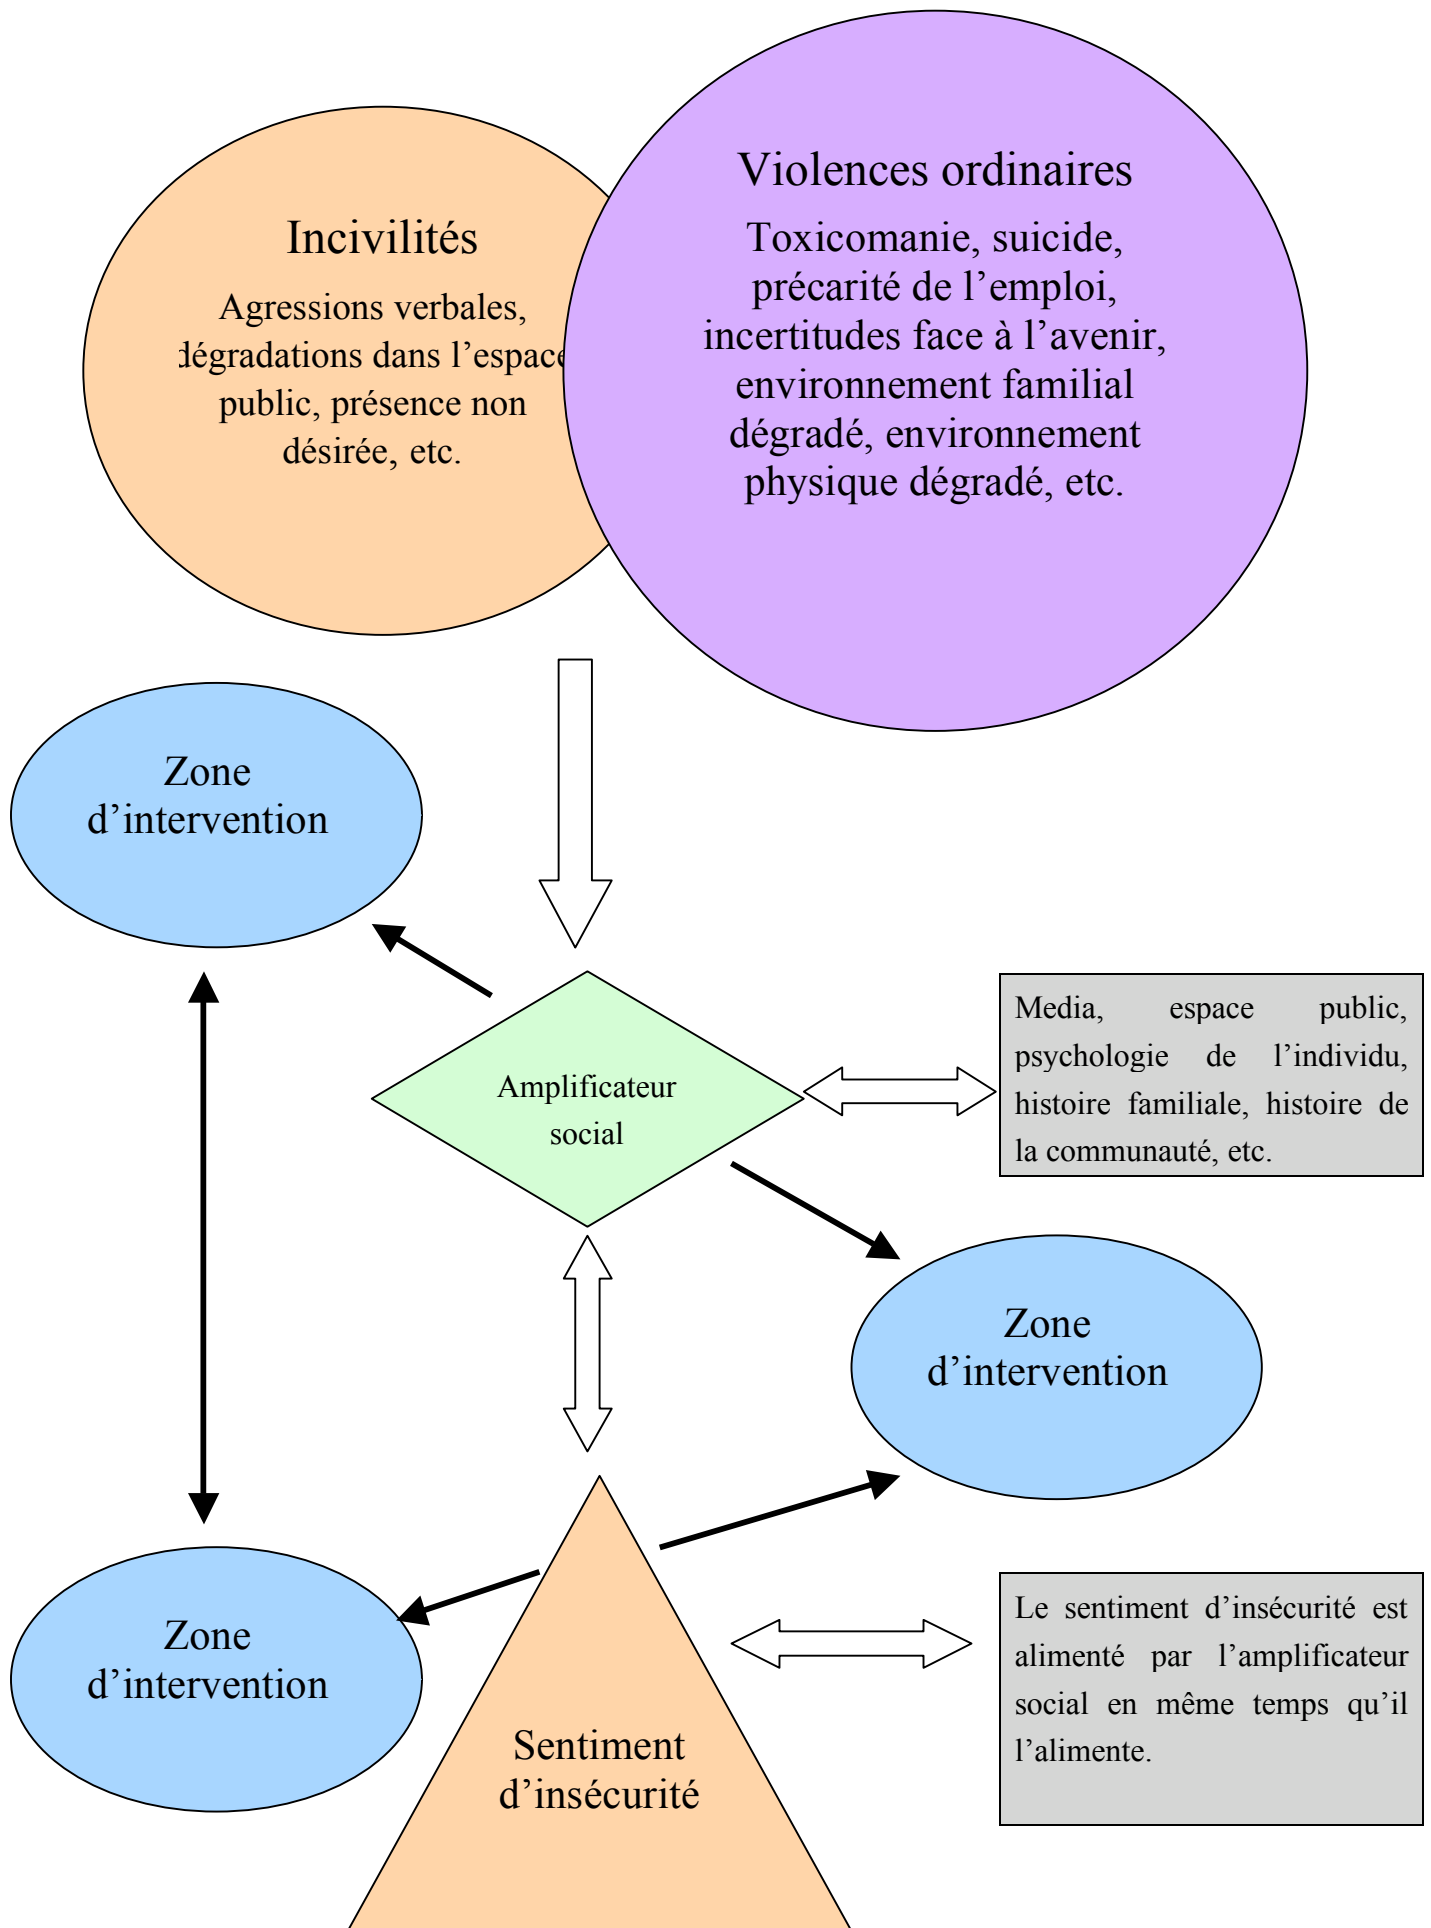 Violences ordinaires
Toxicomanie, suicide,
précarité de l’emploi,
incertitudes face à l’avenir,
environnement familial
dégradé, environnement
physique dégradé, etc.
Incivilités
Agressions verbales,
dégradations dans l’espace
public, présence non
désirée, etc.
Zone
d’intervention
Amplificateur
social
Media, espace public,
psychologie de l’individu,
histoire familiale, histoire de
la communauté, etc.
Zone
d’intervention
Zone
d’intervention
Sentiment
d’insécurité
Le sentiment d’insécurité est
alimenté par l’amplificateur
social en même temps qu’il
l’alimente.